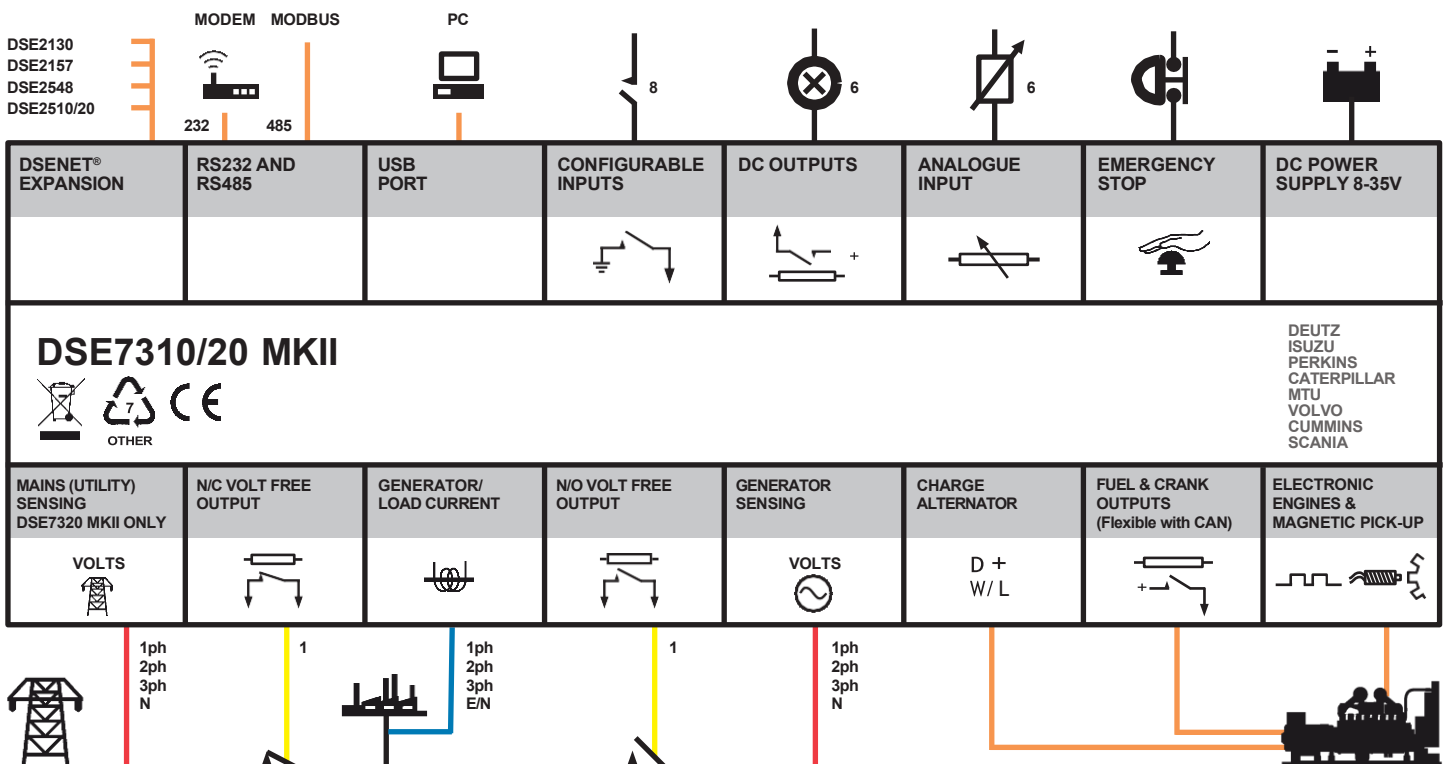 MODEM MODBUS PC
DSE2130
DSE2157
DSE2548
DSE2510/20
232 485
8
6
6
- +
DSENET®
EXPANSION
RS232 AND
RS485
USB
PORT
CONFIGURABLE
INPUTS
DC OUTPUTS
ANALOGUE
INPUT
EMERGENCY
STOP
DC POWER
SUPPLY 8-35V
+
DSE7310/20 MKII
7
OTHER
CE
DEUTZ
ISUZU
PERKINS
CATERPILLAR
MTU
VOLVO
CUMMINS
SCANIA
MAINS (UTILITY)
SENSING
DSE7320 MKII ONLY
VOLTS
N/C VOLT FREE
OUTPUT
GENERATOR/
LOAD CURRENT
N/O VOLT FREE
OUTPUT
GENERATOR
SENSING
VOLTS
CHARGE
ALTERNATOR
D +
W/ L
FUEL & CRANK
OUTPUTS
(Flexible with CAN)
+
ELECTRONIC
ENGINES &
MAGNETIC PICK-UP
1ph
2ph
3ph
N
1
1ph
2ph
3ph
E/N
1
1ph
2ph
3ph
N